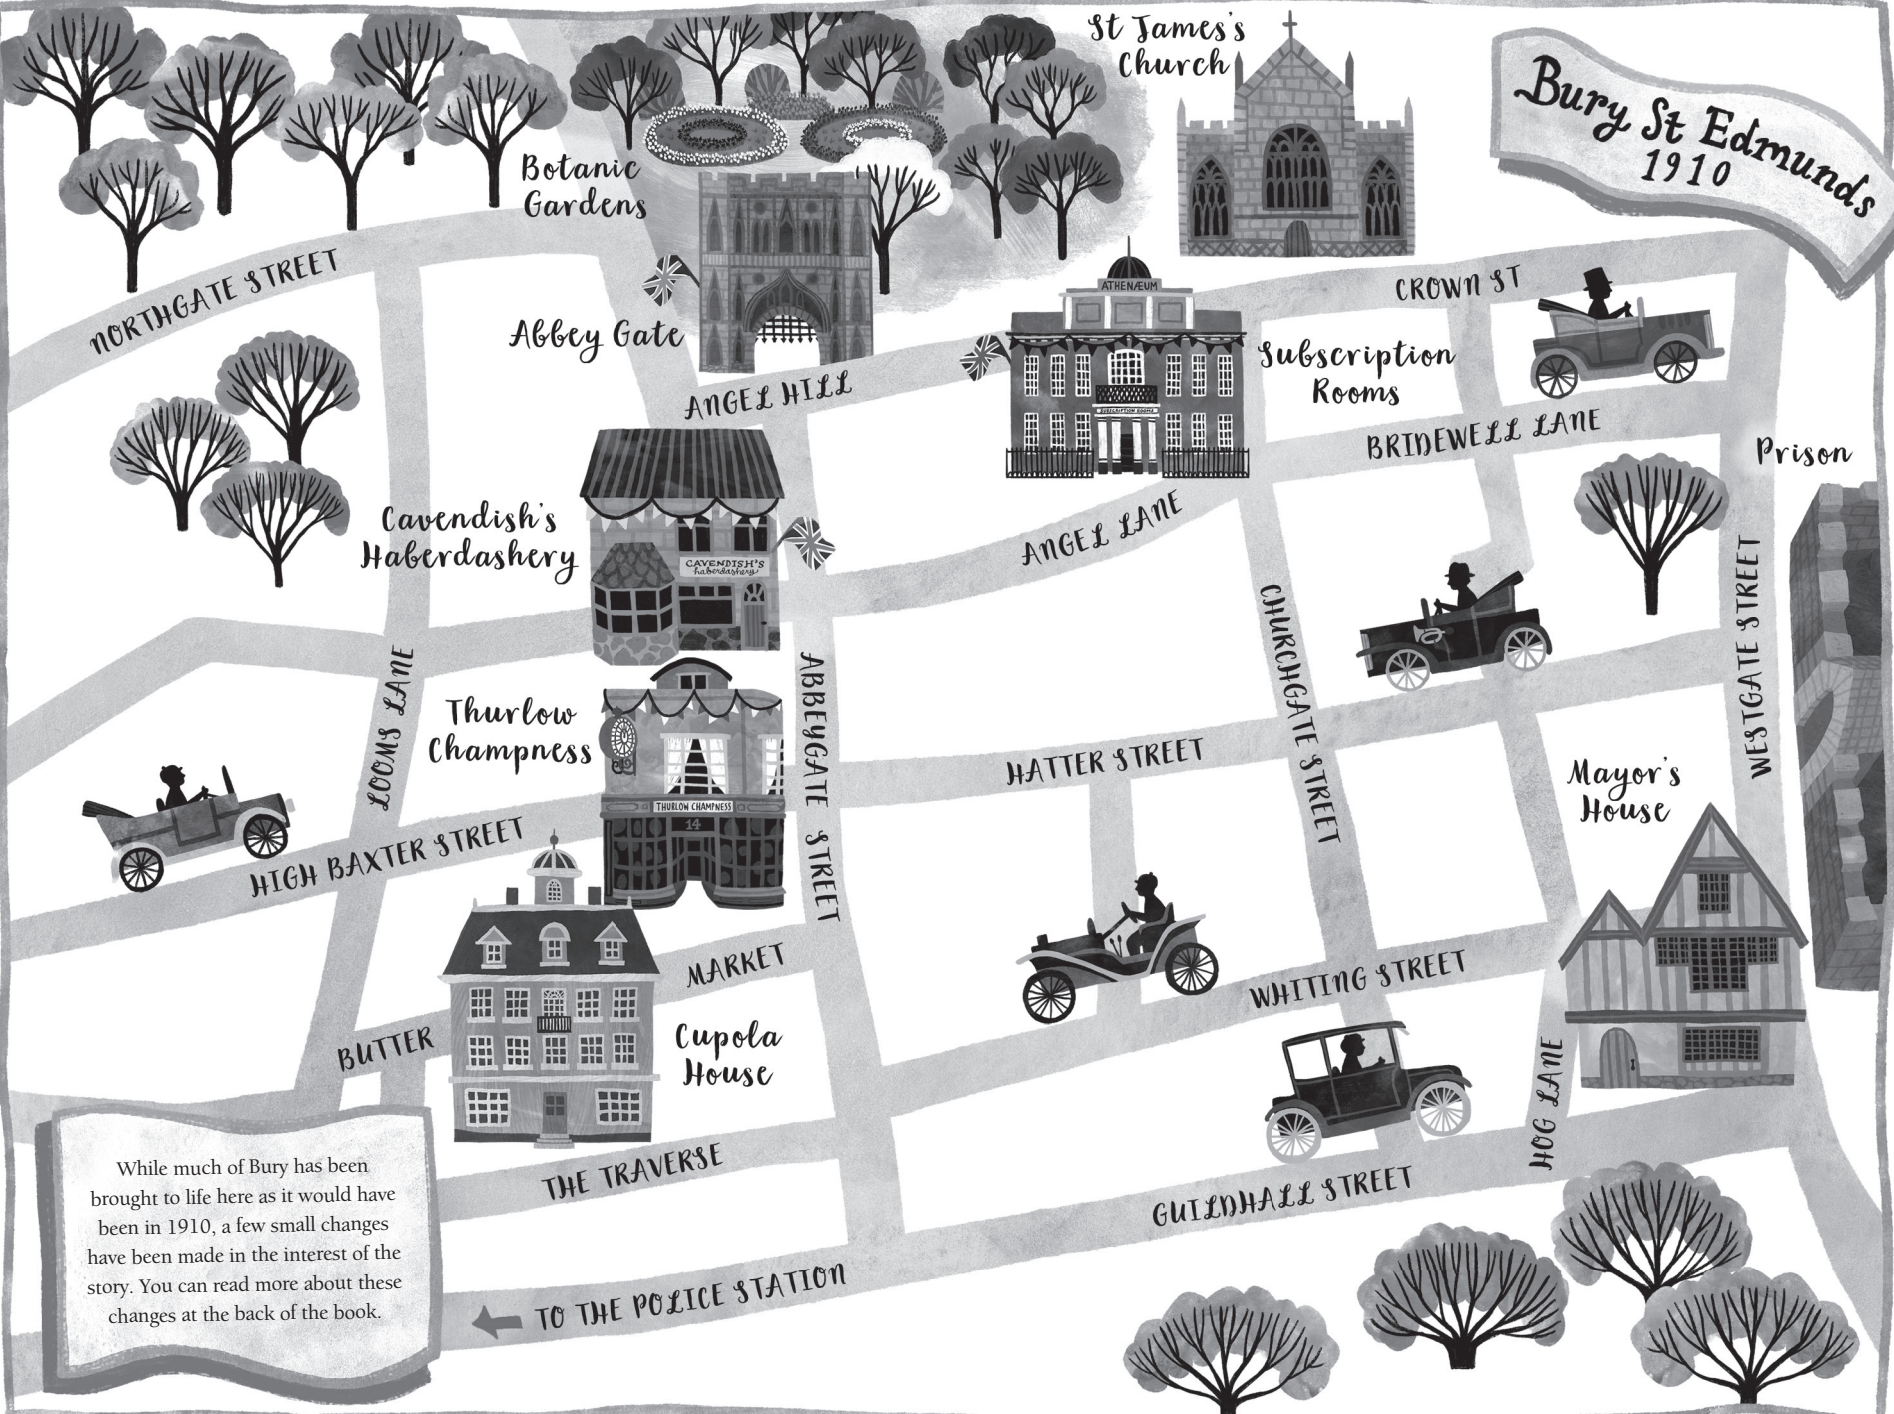 St James's
Church
Bury St Edmunds
1910
Botanic
Gardens
NORTHGATE STREET
CROWN ST
ATHENÆUM
Abbey Gate
Subscription
Rooms
ANGEL HILL
SUBSCRIPTION ROOMS
BRIDEWELL LANE
Prison
Cavendish's
Haberdashery
CAVENDISH'S
haberdashery
ANGEL LANE
CHURCHGATE STREET
WESTGATE STREET
LOOMS LANE
ABBEYGATE STREET
Thurlow
Champness
HATTER STREET
Mayor's
House
THURLOW CHAMPNESS
14
HIGH BAXTER STREET
BUTTER MARKET
WHITING STREET
Cupola
House
HOG LANE
THE TRAVERSE
GUILDHALL STREET
TO THE POLICE STATION
While much of Bury has been
brought to life here as it would have
been in 1910, a few small changes
have been made in the interest of the
story. You can read more about these
changes at the back of the book.